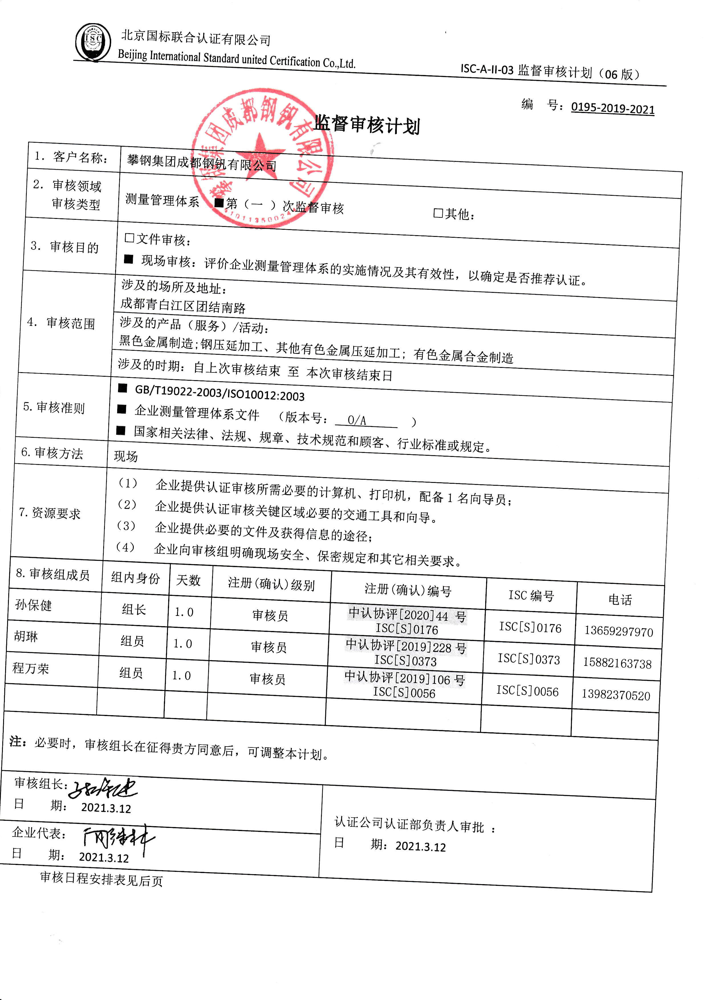 ISC
北京国标联合认证有限公司
Beijing International Standard united Certification Co.,Ltd.
ISC-A-II-03 监督审核计划（06 版）
编 号：0195-2019-2021
监督审核计划
攀钢集团成都钢钒有限公司
1. 客户名称：
攀钢集团成都钢钒有限公司
2. 审核领域
审核类型
测量管理体系 ■第（一 ）次监督审核 □其他：
3. 审核目的
□文件审核：
■ 现场审核：评价企业测量管理体系的实施情况及其有效性，以确定是否推荐认证。
4. 审核范围
涉及的场所及地址：
成都青白江区团结南路
涉及的产品（服务）/活动：
黑色金属制造;钢压延加工、其他有色金属压延加工；有色金属合金制造
涉及的时期：自上次审核结束 至 本次审核结束日
5.审核准则
■ GB/T19022-2003/ISO10012:2003
■ 企业测量管理体系文件 （版本号： O/A ）
■ 国家相关法律、法规、规章、技术规范和顾客、行业标准或规定。
6.审核方法
现场
7.资源要求
（1） 企业提供认证审核所需必要的计算机、打印机，配备 1 名向导员；
（2） 企业提供认证审核关键区域必要的交通工具和向导。
（3） 企业提供必要的文件及获得信息的途径；
（4） 企业向审核组明确现场安全、保密规定和其它相关要求。
8.审核组成员 组内身份 天数 注册(确认)级别 注册(确认)编号 ISC 编号 电话
孙保健 组长 1.0 审核员 中认协评[2020]44 号
ISC[S]0176 ISC[S]0176 13659297970
胡琳 组员 1.0 审核员 中认协评[2019]228 号
ISC[S]0373 ISC[S]0373 15882163738
程万荣 组员 1.0 审核员 中认协评[2019]106 号
ISC[S]0056 ISC[S]0056 13982370520
注：必要时，审核组长在征得贵方同意后，可调整本计划。
审核组长：孙保健
日 期： 2021.3.12
企业代表：
日 期： 2021.3.12
认证公司认证部负责人审批 ：
日 期：2021.3.12
审核日程安排表见后页